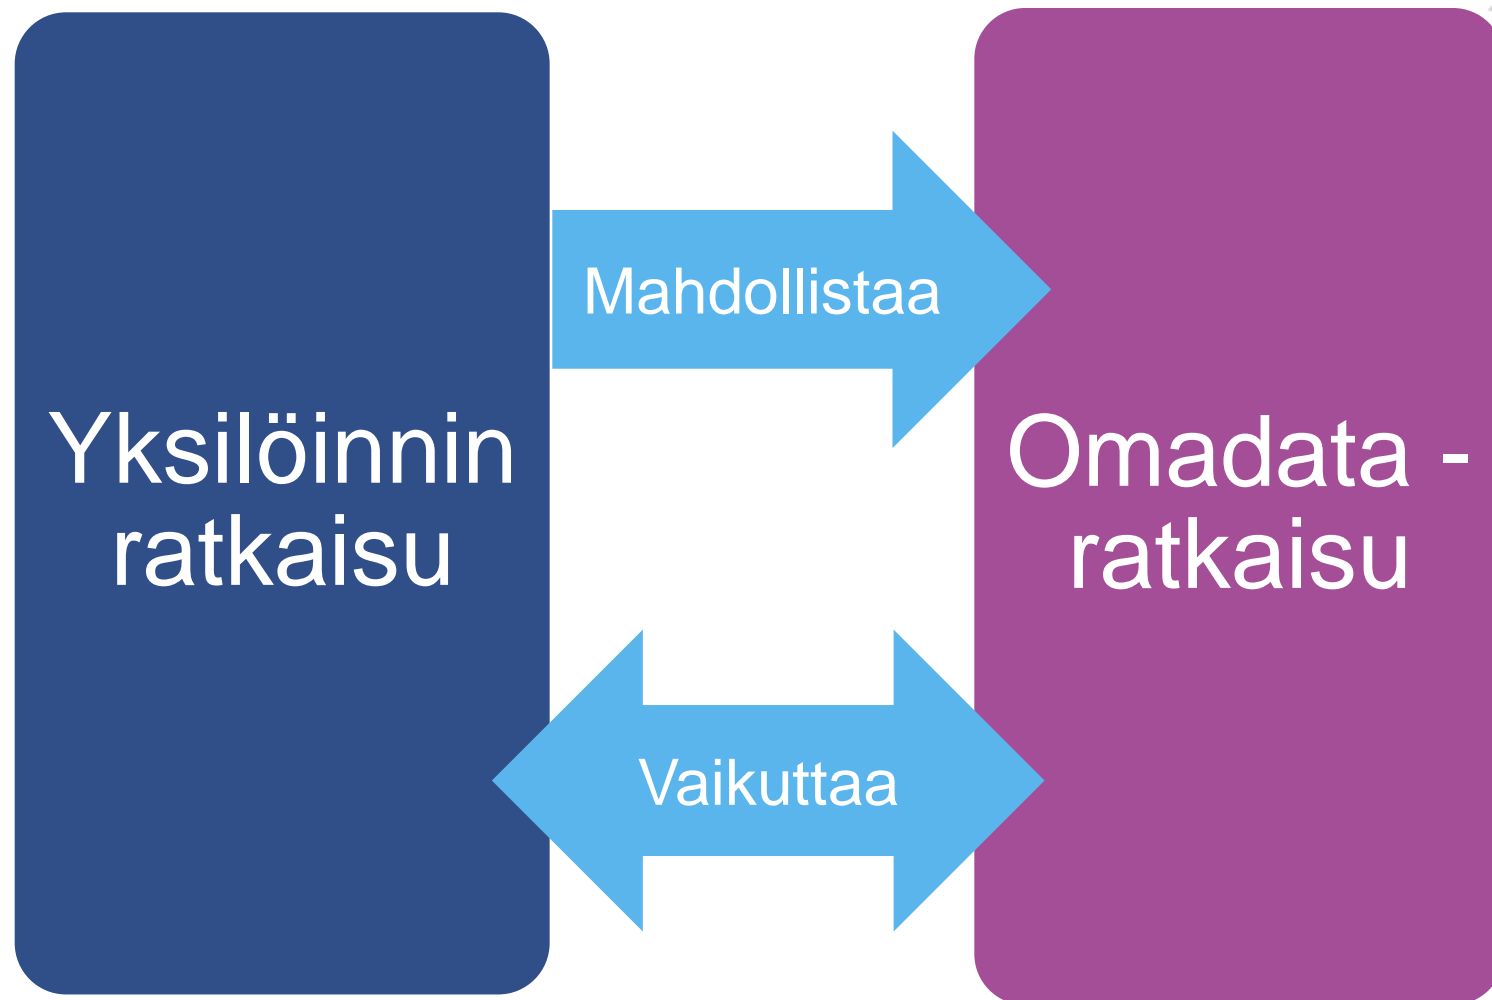 Mahdollistaa
Yksilöinnin
ratkaisu
Omadata -
ratkaisu
Vaikuttaa